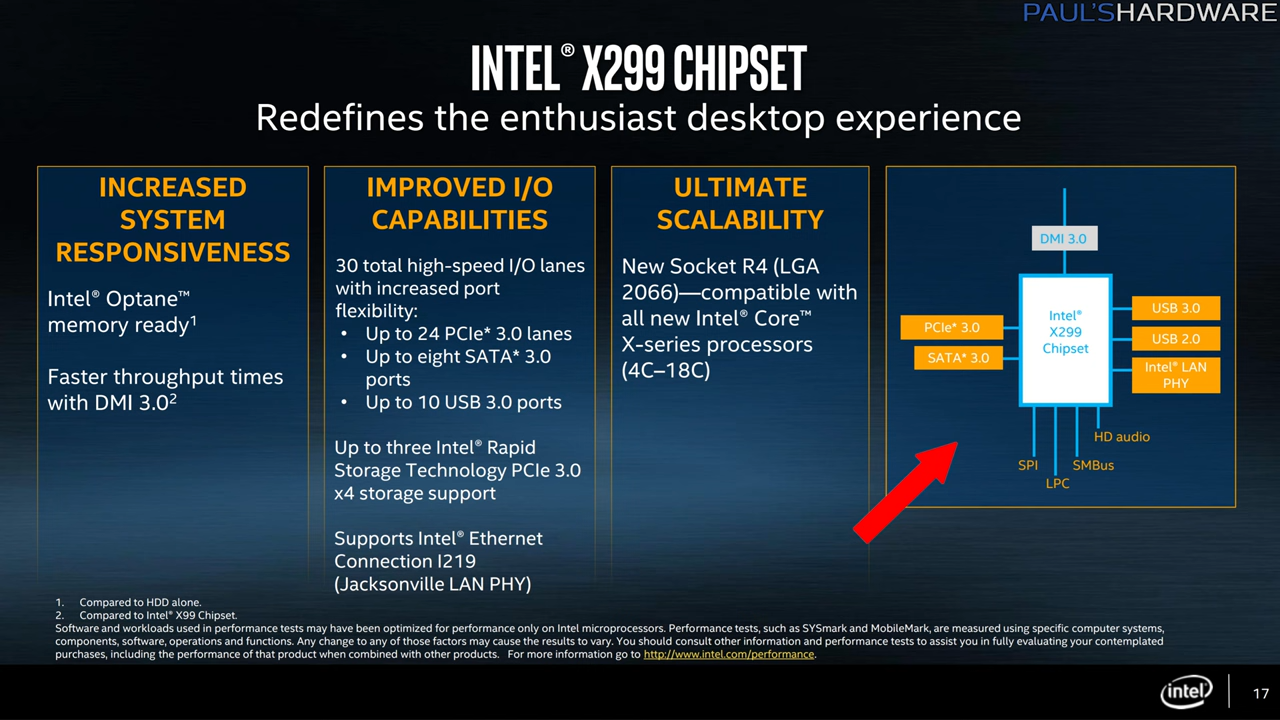 PAUL'SHARDWARE
INTEL® X299 CHIPSET
Redefines the enthusiast desktop experience
INCREASED
SYSTEM
RESPONSIVENESS
Intel® Optane™
memory ready1
Faster throughput times
with DMI 3.02
IMPROVED I/O
CAPABILITIES
30 total high-speed I/O lanes
with increased port
flexibility:
• Up to 24 PCIe* 3.0 lanes
• Up to eight SATA* 3.0
ports
• Up to 10 USB 3.0 ports
Up to three Intel® Rapid
Storage Technology PCIe 3.0
x4 storage support
Supports Intel® Ethernet
Connection I219
(Jacksonville LAN PHY)
ULTIMATE
SCALABILITY
New Socket R4 (LGA
2066)—compatible with
all new Intel® Core™
X-series processors
(4C–18C)
DMI 3.0
PCIe* 3.0
SATA* 3.0
Intel®
X299
Chipset
USB 3.0
USB 2.0
Intel® LAN
PHY
HD audio
SPI
SMBus
LPC
1. Compared to HDD alone.
2. Compared to Intel® X99 Chipset.
Software and workloads used in performance tests may have been optimized for performance only on Intel microprocessors. Performance tests, such as SYSmark and MobileMark, are measured using specific computer systems,
components, software, operations and functions. Any change to any of those factors may cause the results to vary. You should consult other information and performance tests to assist you in fully evaluating your contemplated
purchases, including the performance of that product when combined with other products. For more information go to http://www.intel.com/performance.
intel
17